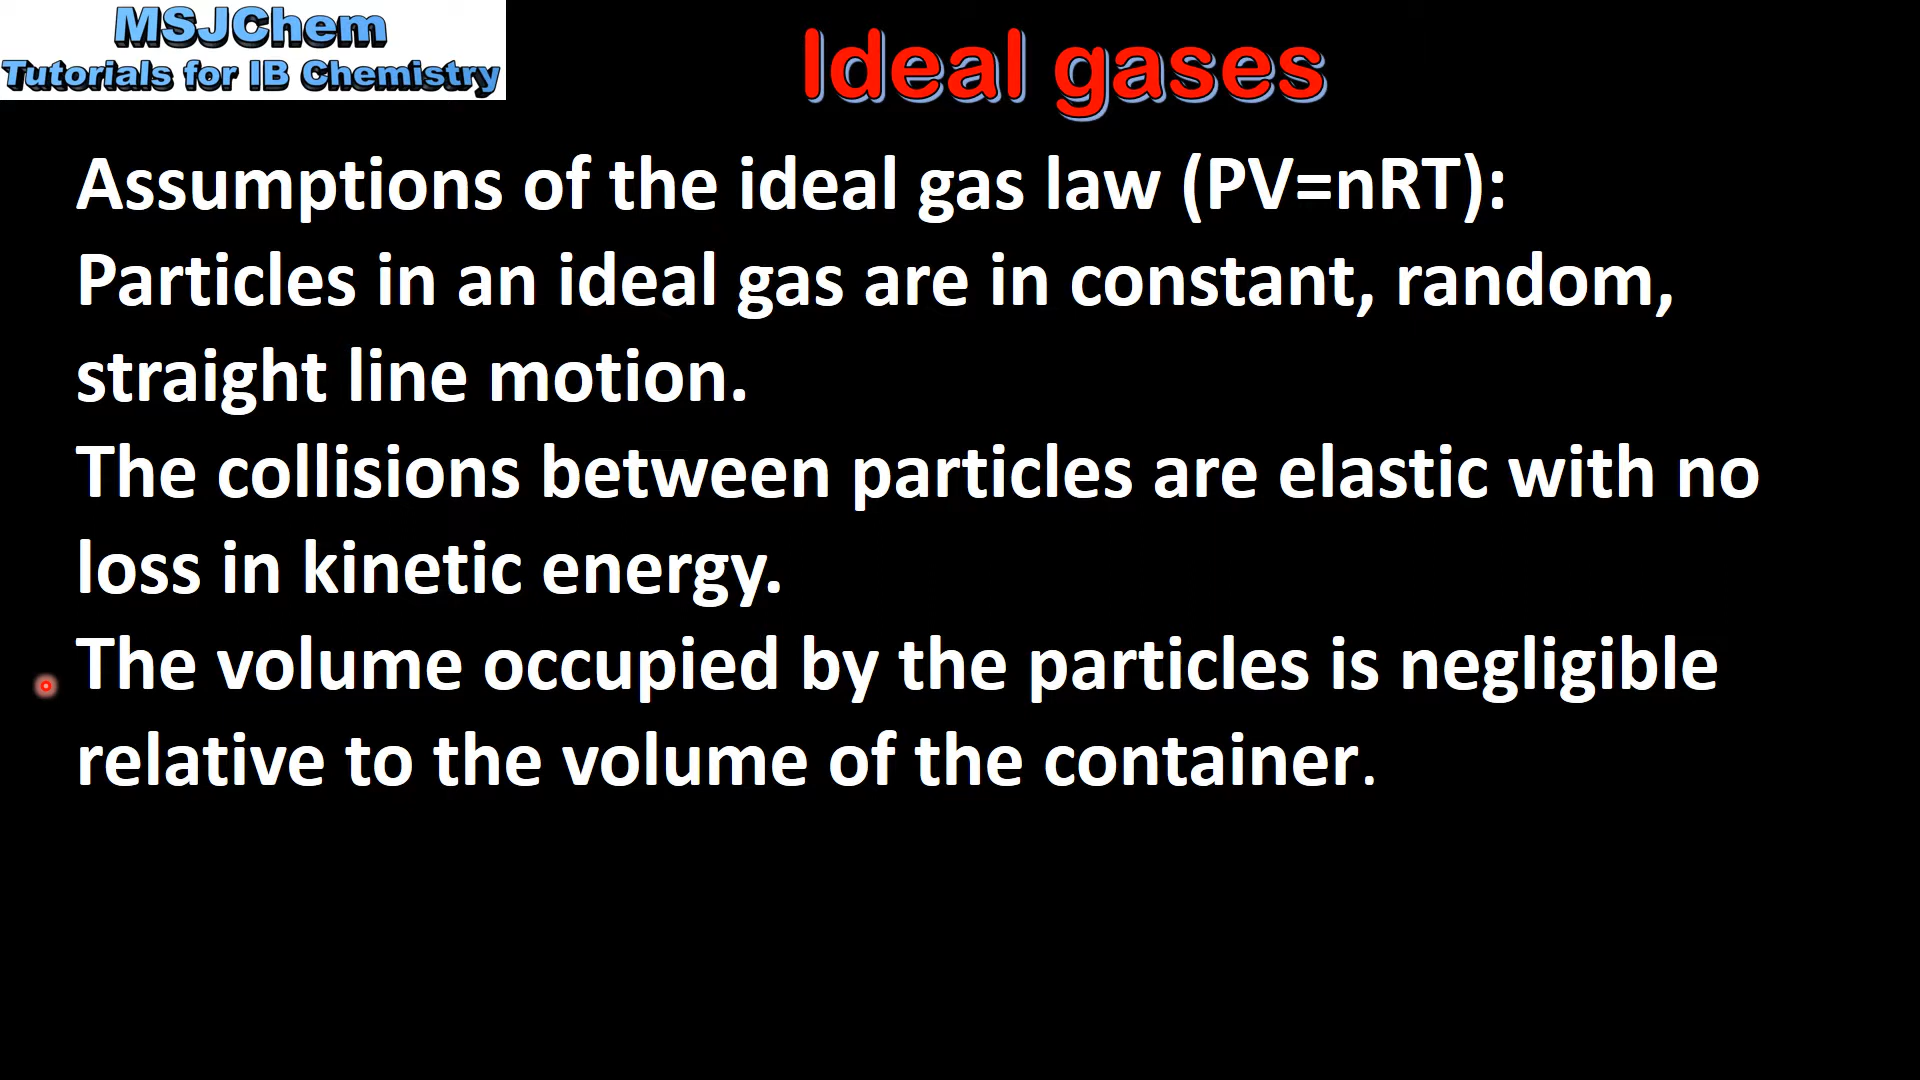 MSJChem
Tutorials for IB Chemistry
Ideal gases
Assumptions of the ideal gas law (PV=nRT):
Particles in an ideal gas are in constant, random,
straight line motion.
The collisions between particles are elastic with no
loss in kinetic energy.
The volume occupied by the particles is negligible
relative to the volume of the container.